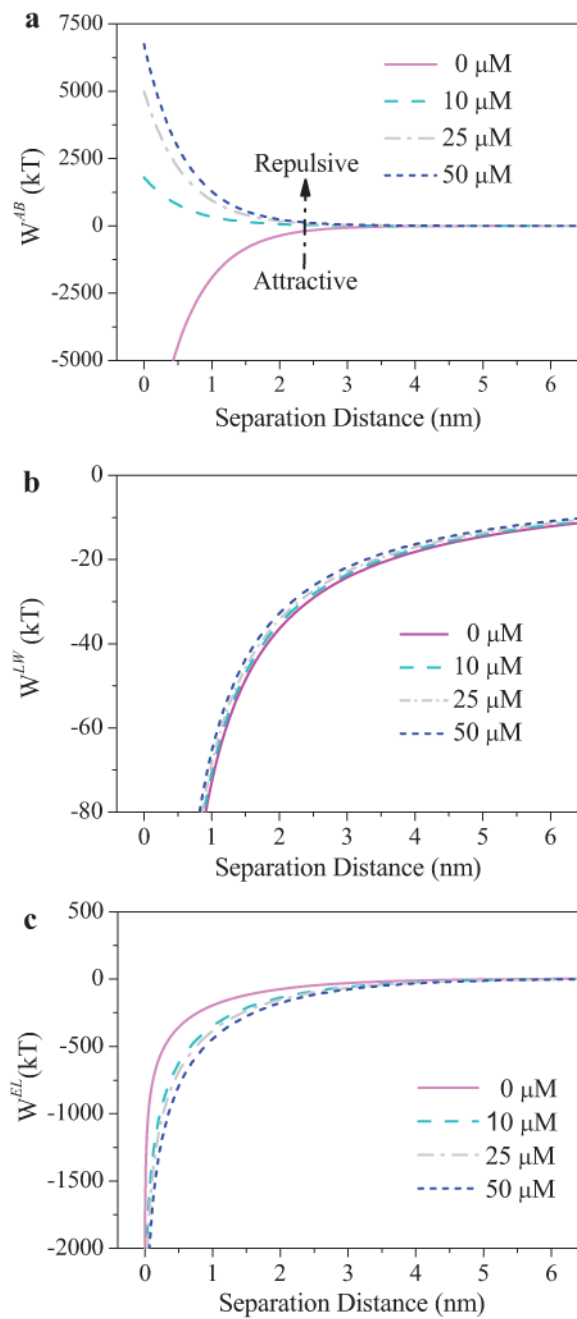 a
7500
5000
2500
0
-2500
-5000
W^AB (kT)
0 μM
10 μM
25 μM
50 μM
Repulsive
Attractive
0 1 2 3 4 5 6
Separation Distance (nm)
b
0
-20
-40
-60
-80
W^LW (kT)
0 μM
10 μM
25 μM
50 μM
0 1 2 3 4 5 6
Separation Distance (nm)
c
500
0
-500
-1000
-1500
-2000
W^EL(kT)
0 μM
10 μM
25 μM
50 μM
0 1 2 3 4 5 6
Separation Distance (nm)